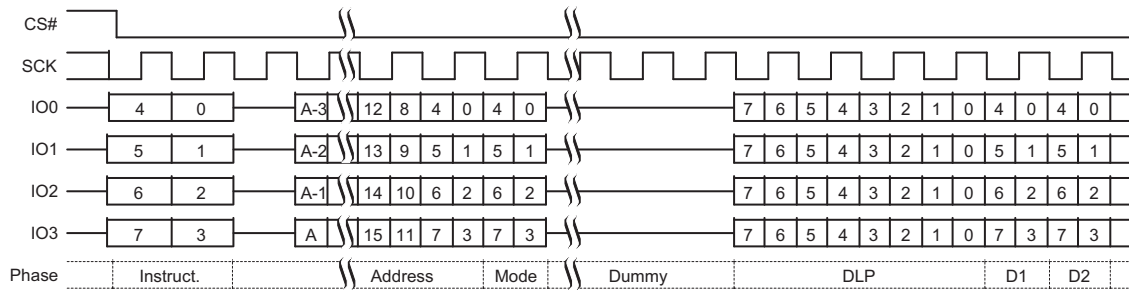 CS#
SCK
IO0 4 0 A-3 12 8 4 0 4 0 7 6 5 4 3 2 1 0 4 0 4 0
IO1 5 1 A-2 13 9 5 1 5 1 7 6 5 4 3 2 1 0 5 1 5 1
IO2 6 2 A-1 14 10 6 2 6 2 7 6 5 4 3 2 1 0 6 2 6 2
IO3 7 3 A 15 11 7 3 7 3 7 6 5 4 3 2 1 0 7 3 7 3
Phase Instruct. Address Mode Dummy DLP D1 D2